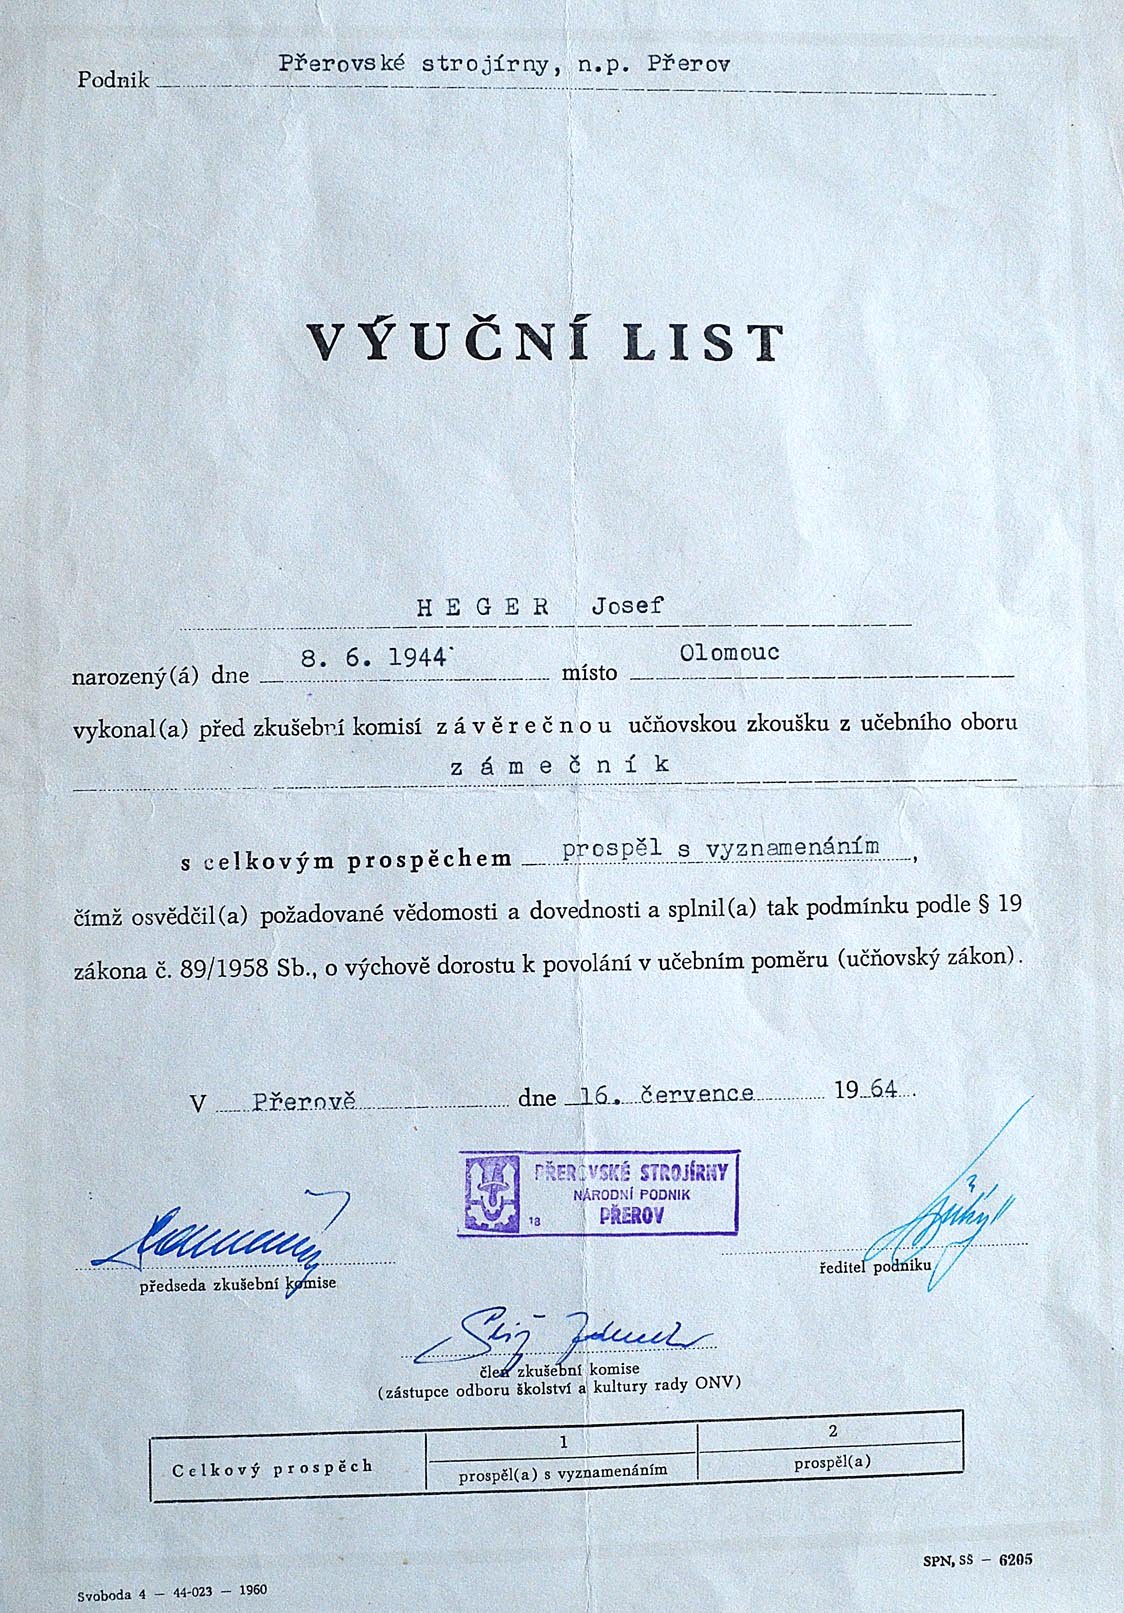 Podnik Přerovské strojírny, n.p. Přerov
VÝUČNÍ LIST
HEGER Josef
narozený(á) dne 8. 6. 1944 místo Olomouc
vykonal(a) před zkušební komisí závěrečnou učňovskou zkoušku z učebního oboru
zámečník
s celkovým prospěchem prospěl s vyznamenáním,
čímž osvědčil(a) požadované vědomosti a dovednosti a splnil(a) tak podmínku podle § 19
zákona č. 89/1958 Sb., o výchově dorostu k povolání v učebním poměru (učňovský zákon).
V Přerově dne 16. července 1964.
PŘEROVSKÉ STROJÍRNY
NÁRODNÍ PODNIK
18 PŘEROV
předseda zkušební komise
ředitel podniku
člen zkušební komise
(zástupce odboru školství a kultury rady ONV)
Celkový prospěch
1
prospěl(a) s vyznamenáním
2
prospěl(a)
SPN, SŠ – 6205
Svoboda 4 – 44-023 – 1960